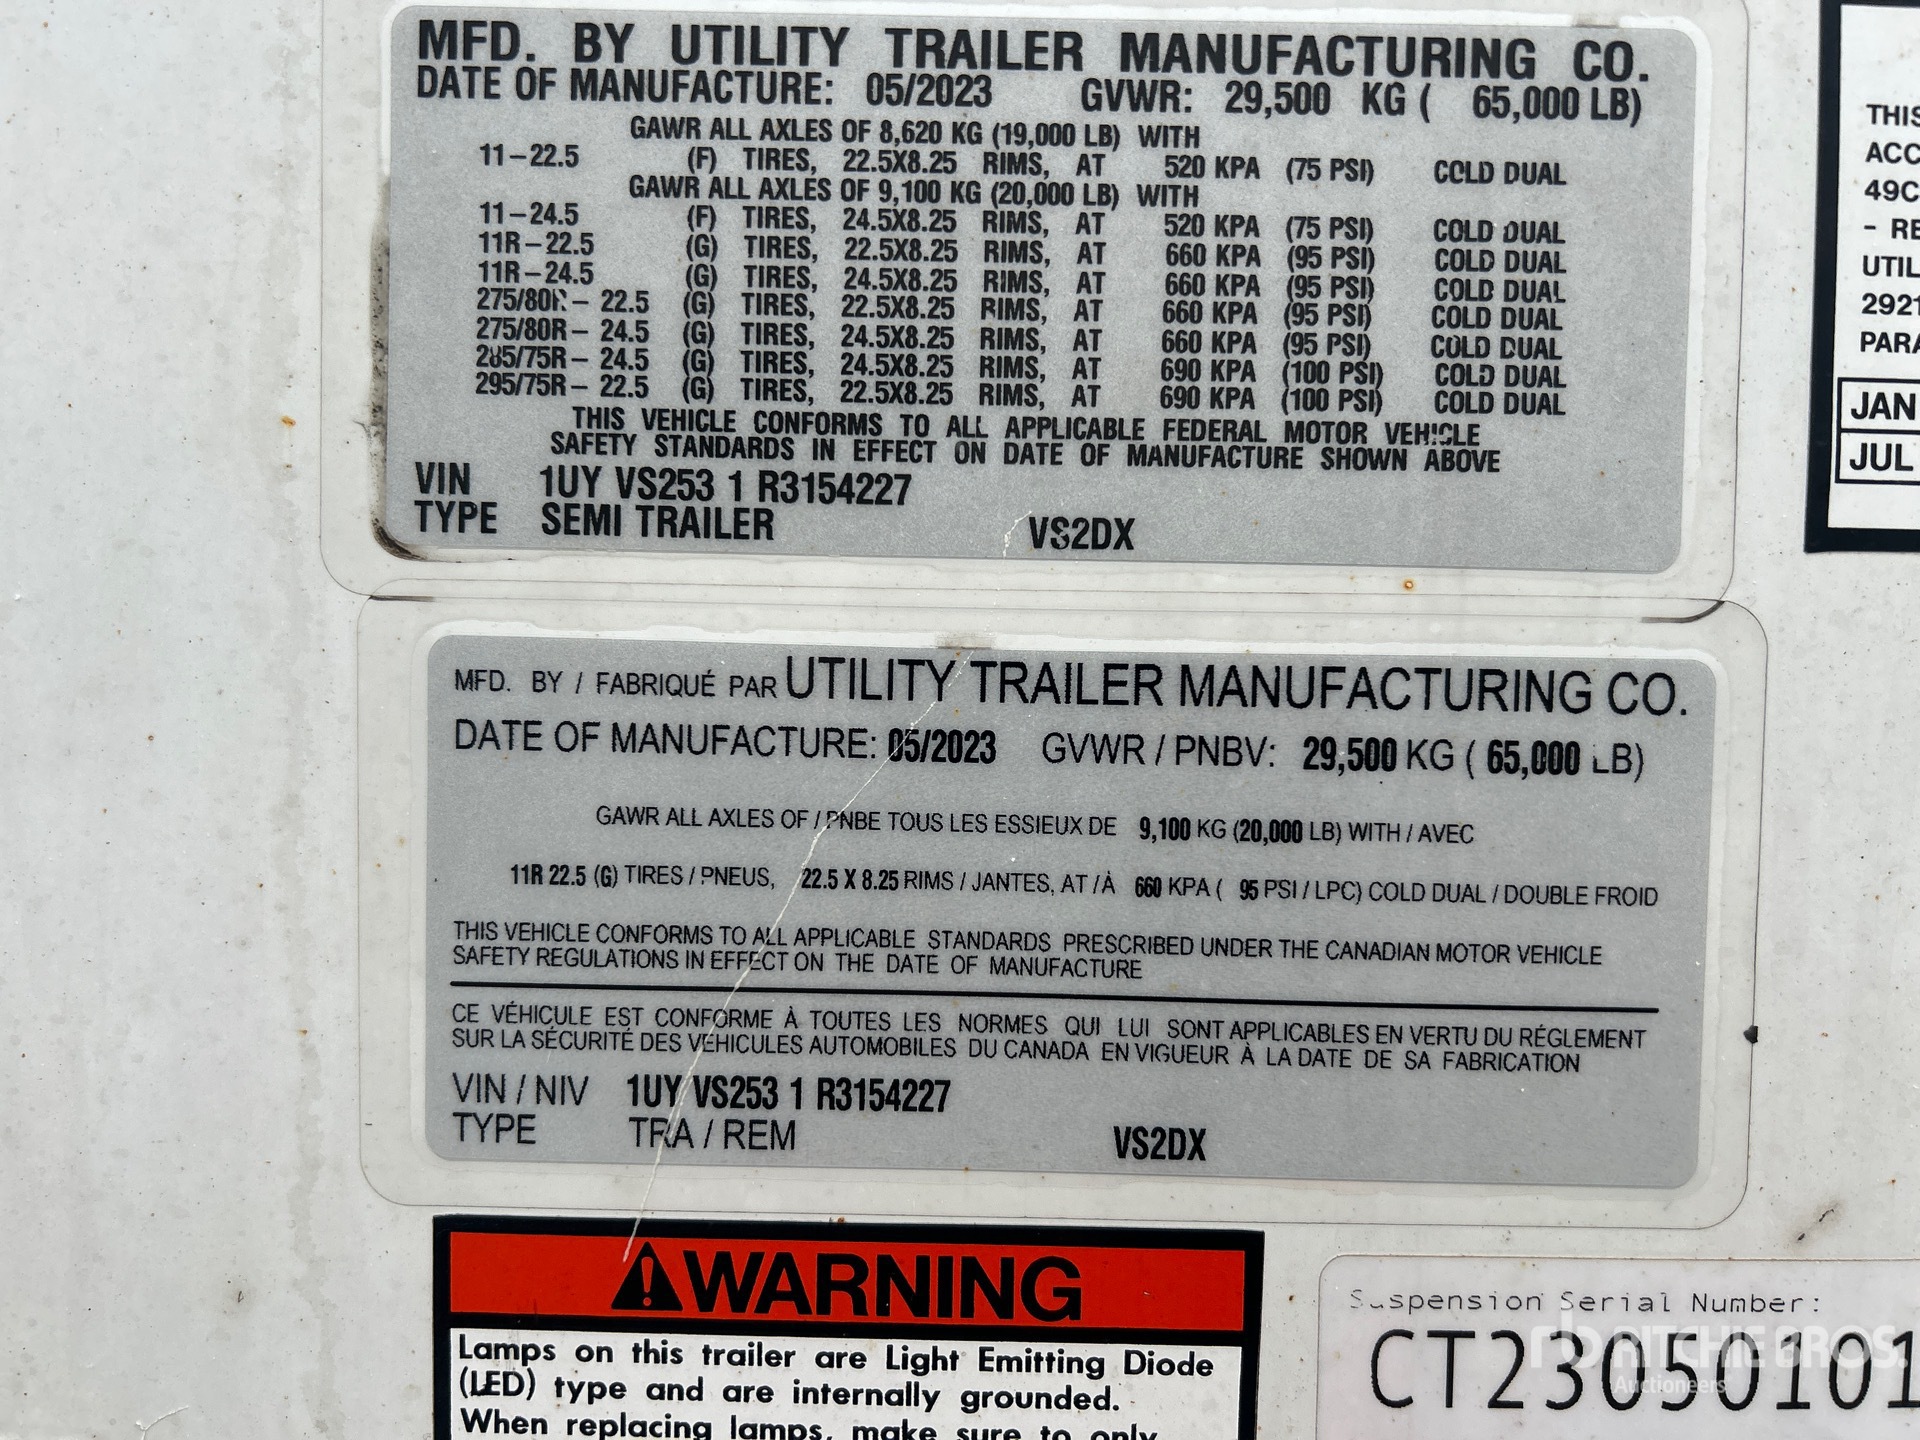 MFD. BY UTILITY TRAILER MANUFACTURING CO.
DATE OF MANUFACTURE: 05/2023 GVWR: 29,500 KG ( 65,000 LB)
GAWR ALL AXLES OF 8,620 KG (19,000 LB) WITH
11-22.5 (F) TIRES, 22.5X8.25 RIMS, AT 520 KPA (75 PSI) COLD DUAL
GAWR ALL AXLES OF 9,100 KG (20,000 LB) WITH
11-24.5 (F) TIRES, 24.5X8.25 RIMS, AT 520 KPA (75 PSI) COLD DUAL
11R-22.5 (G) TIRES, 22.5X8.25 RIMS, AT 660 KPA (95 PSI) COLD DUAL
11R-24.5 (G) TIRES, 24.5X8.25 RIMS, AT 660 KPA (95 PSI) COLD DUAL
275/80R-22.5 (G) TIRES, 22.5X8.25 RIMS, AT 660 KPA (95 PSI) COLD DUAL
275/80R-24.5 (G) TIRES, 24.5X8.25 RIMS, AT 660 KPA (95 PSI) COLD DUAL
285/75R-24.5 (G) TIRES, 24.5X8.25 RIMS, AT 690 KPA (100 PSI) COLD DUAL
295/75R-22.5 (G) TIRES, 22.5X8.25 RIMS, AT 690 KPA (100 PSI) COLD DUAL
THIS VEHICLE CONFORMS TO ALL APPLICABLE FEDERAL MOTOR VEHICLE
SAFETY STANDARDS IN EFFECT ON DATE OF MANUFACTURE SHOWN ABOVE
VIN 1UY VS253 1 R3154227
TYPE SEMI TRAILER VS2DX
MFD. BY / FABRIQUÉ PAR UTILITY TRAILER MANUFACTURING CO.
DATE OF MANUFACTURE: 05/2023 GVWR / PNBV: 29,500 KG ( 65,000 LB)
GAWR ALL AXLES OF / PNBE TOUS LES ESSIEUX DE 9,100 KG (20,000 LB) WITH / AVEC
11R 22.5 (G) TIRES / PNEUS, 22.5 X 8.25 RIMS / JANTES, AT /À 660 KPA ( 95 PSI / LPC) COLD DUAL / DOUBLE FROID
THIS VEHICLE CONFORMS TO ALL APPLICABLE STANDARDS PRESCRIBED UNDER THE CANADIAN MOTOR VEHICLE
SAFETY REGULATIONS IN EFFECT ON THE DATE OF MANUFACTURE
CE VÉHICULE EST CONFORME À TOUTES LES NORMES QUI LUI SONT APPLICABLES EN VERTU DU RÉGLEMENT
SUR LA SÉCURITÉ DES VÉHICULES AUTOMOBILES DU CANADA EN VIGUEUR À LA DATE DE SA FABRICATION
VIN / NIV 1UY VS253 1 R3154227
TYPE TRA / REM VS2DX
WARNING
Lamps on this trailer are Light Emitting Diode
(LED) type and are internally grounded.
When replacing lamps, make sure to only
Suspension Serial Number:
CT23050101
rb RITCHIE BROS.
Auctioneers
THIS
ACC
49C
- RE
UTIL
2921
PARA
JAN
JUL